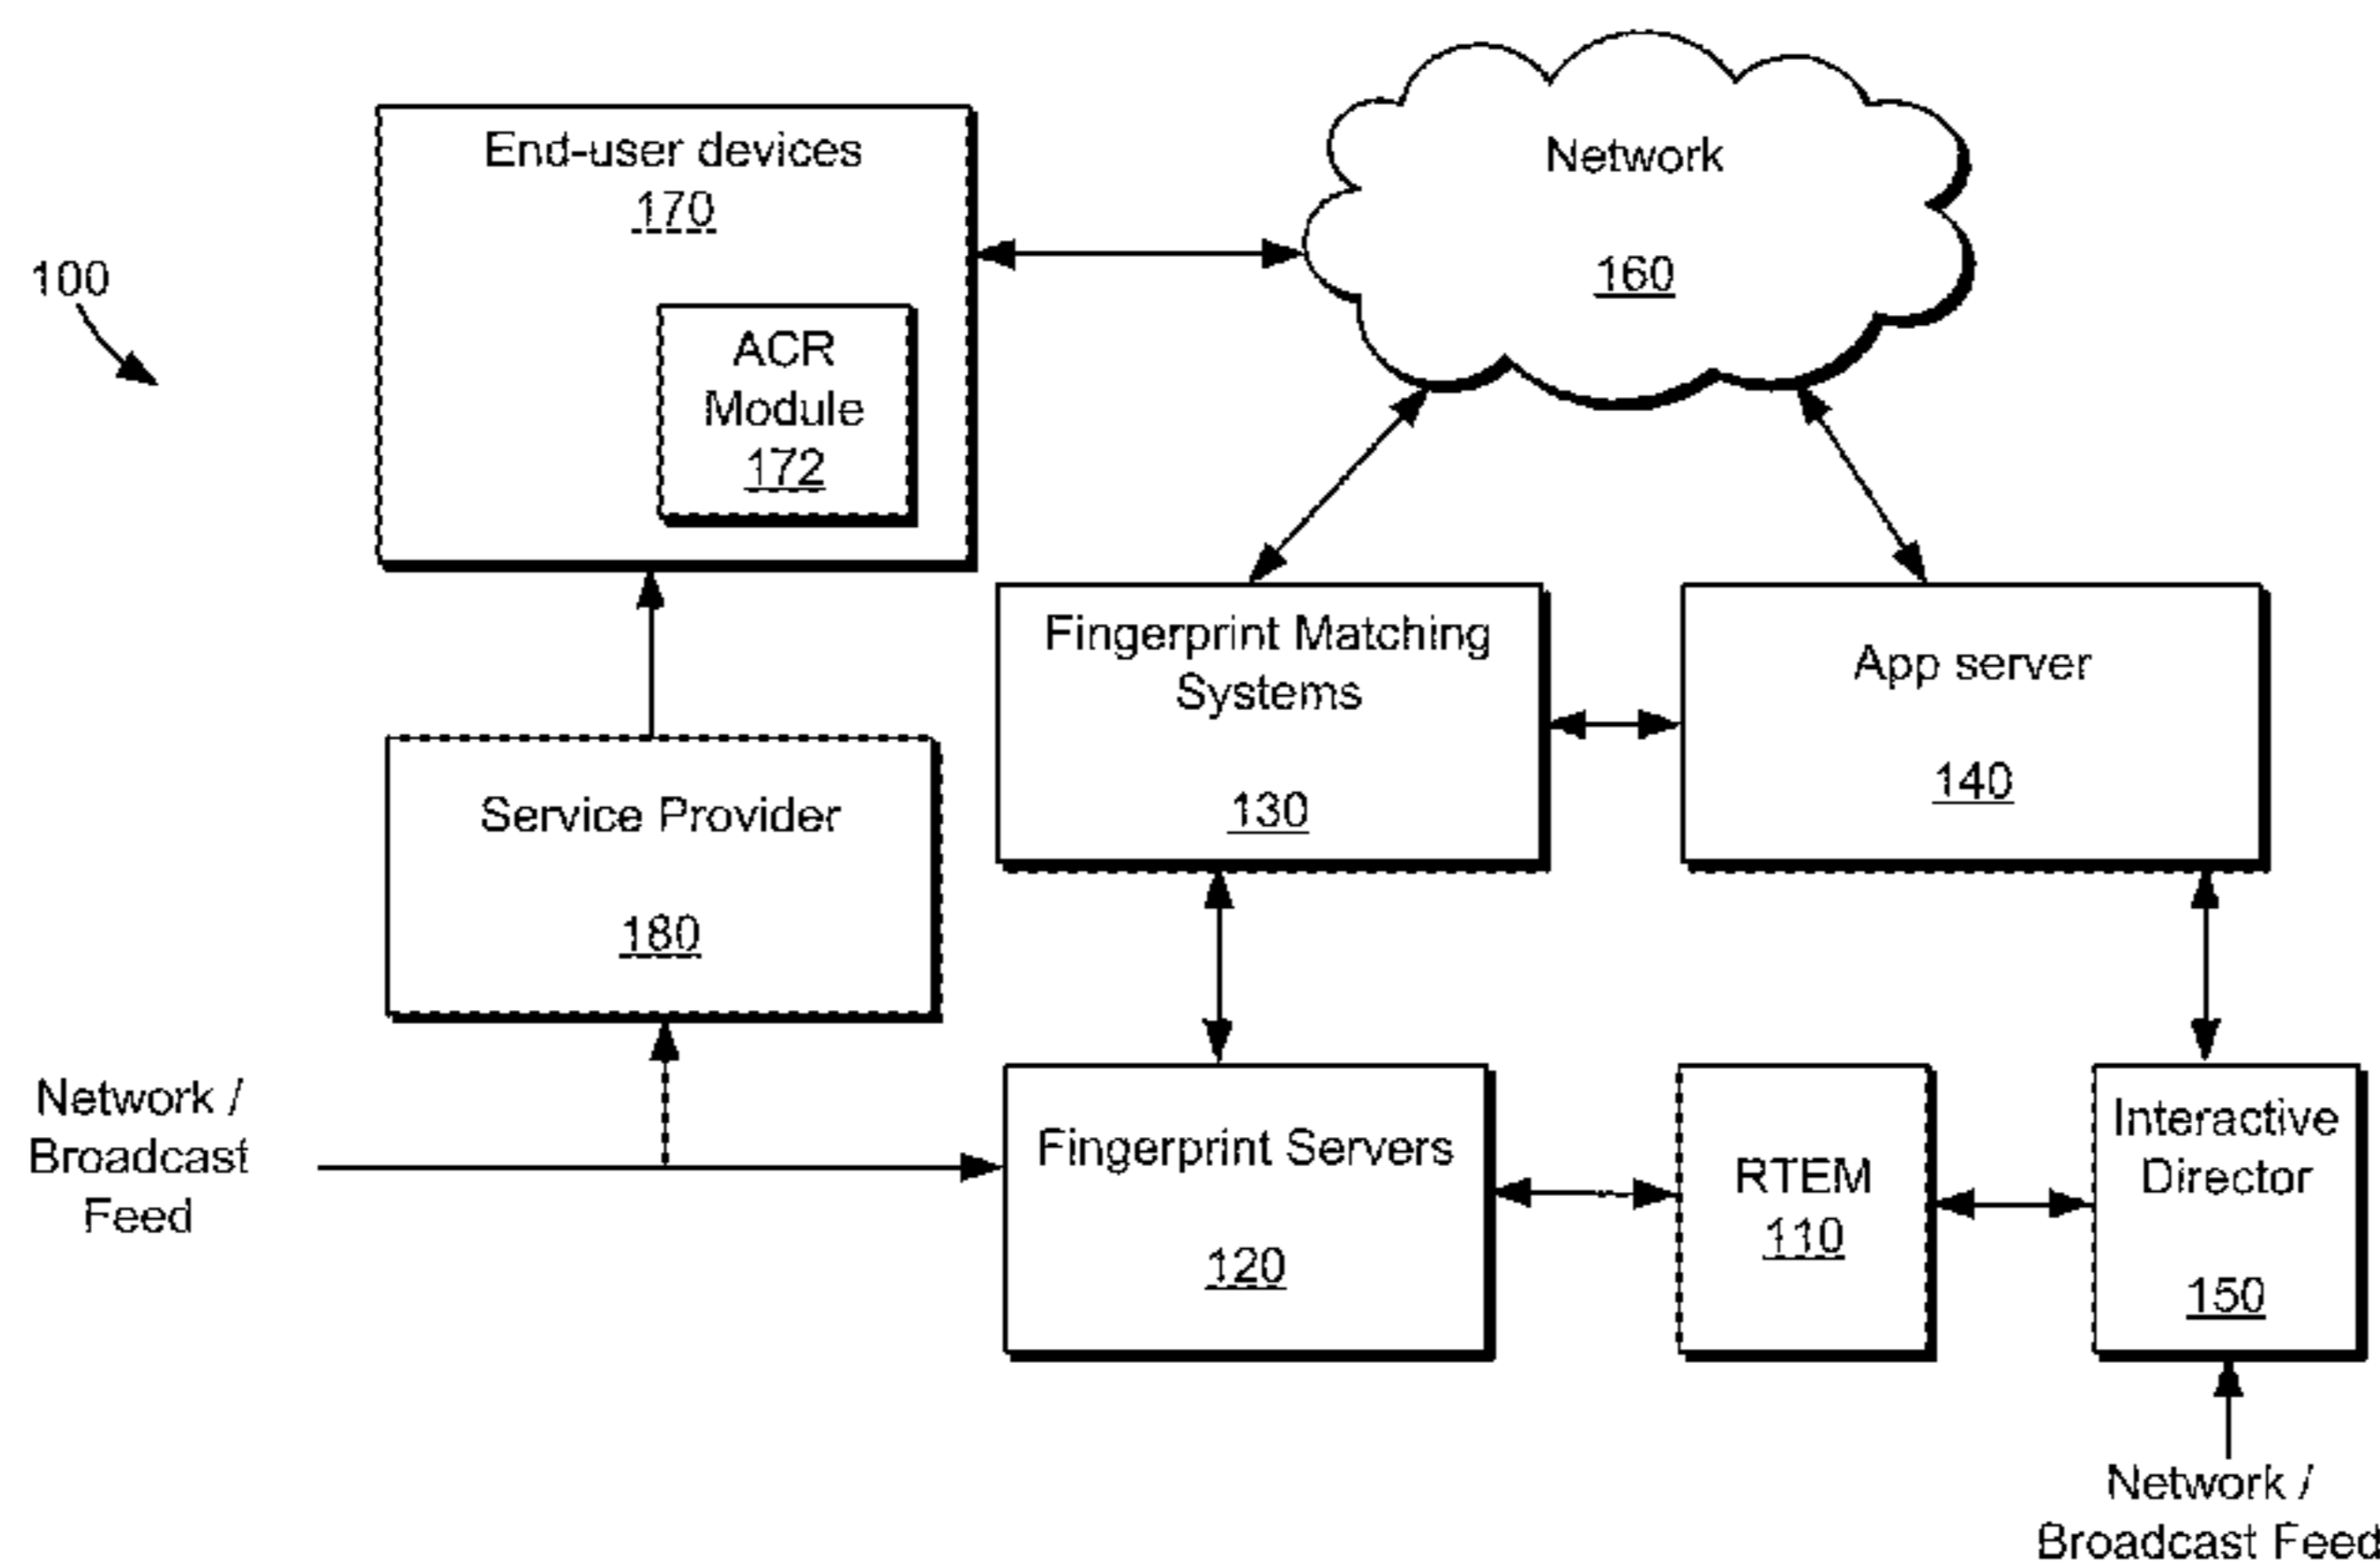 End-user devices
170
ACR
Module
172
Network
160
100
Fingerprint Matching
Systems
130
App server
140
Service Provider
180
Network /
Broadcast
Feed
Fingerprint Servers
120
RTEM
110
Interactive
Director
150
Network /
Broadcast Feed